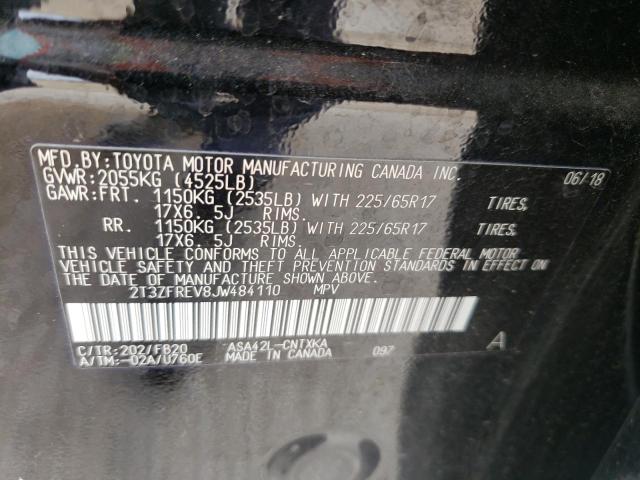 MFD.BY:TOYOTA MOTOR MANUFACTURING CANADA INC. 06/18
GVWR:2055KG (4525LB)
GAWR:FRT. 1150KG (2535LB) WITH 225/65R17 TIRES,
17X6. 5J RIMS.
RR. 1150KG (2535LB) WITH 225/65R17 TIRES,
17X6. 5J RIMS.
THIS VEHICLE CONFORMS TO ALL APPLICABLE FEDERAL MOTOR
VEHICLE SAFETY AND THEFT PREVENTION STANDARDS IN EFFECT ON
THE DATE OF MANUFACTURE SHOWN ABOVE.
2T3ZFREV8JW484110 MPV
C/TR:202/FB20 ASA42L-CNTXKA A
A/TM:-02A/U760E MADE IN CANADA 097